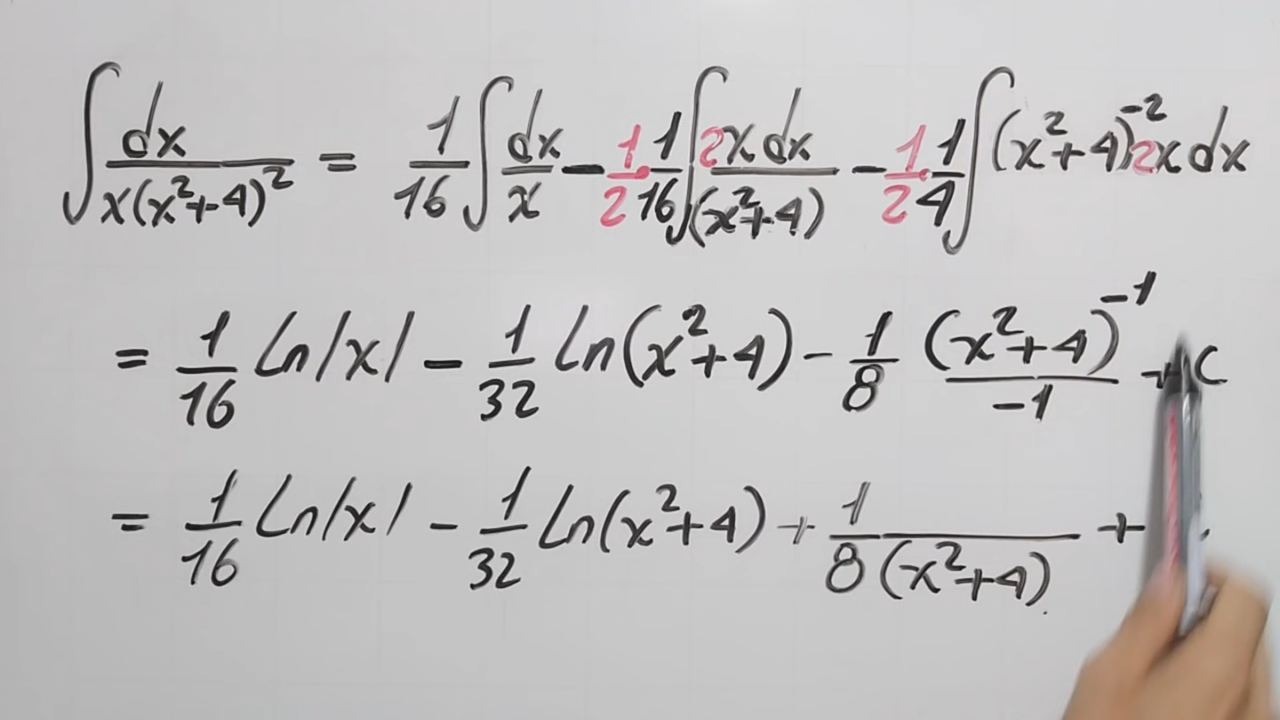 ∫ dx/(x(x²+4)²) = 1/16 ∫ dx/x − 1/2·1/16 ∫ 2x dx/(x²+4) − 1/2·1/4 ∫ (x²+4)⁻² 2x dx
= 1/16 ln|x| − 1/32 ln(x²+4) − 1/8 (x²+4)⁻¹/−1 + C
= 1/16 ln|x| − 1/32 ln(x²+4) + 1/(8(x²+4)) +